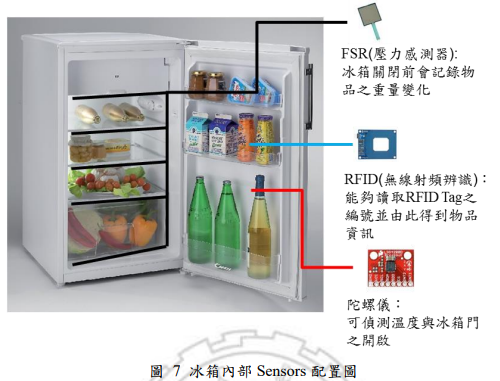 FSR(壓力感測器):
冰箱關閉前會記錄物
品之重量變化
RFID(無線射頻辨識)：
能夠讀取RFID Tag之
編號並由此得到物品
資訊
陀螺儀：
可偵測溫度與冰箱門
之開啟
圖 7 冰箱內部 Sensors 配置圖